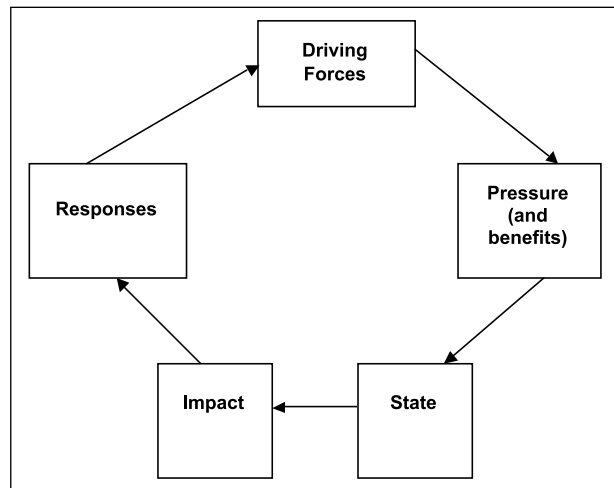 Driving
Forces
Pressure
(and
benefits)
Responses
Impact
State